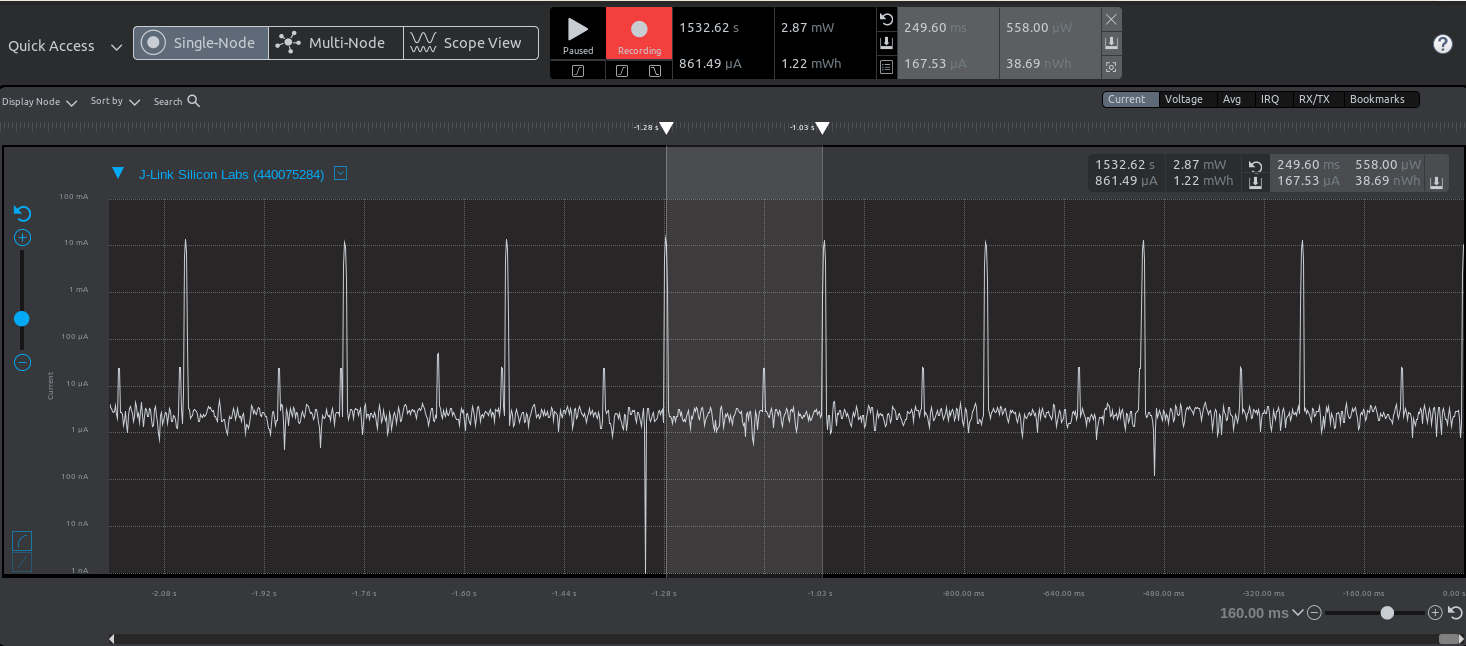 Quick Access
Single-Node
Multi-Node
Scope View
Paused
Recording
1532.62 s
861.49 µA
2.87 mW
1.22 mWh
249.60 ms
167.53 µA
558.00 µW
38.69 nWh
?
Display Node
Sort by
Search
Current
Voltage
Avg
IRQ
RX/TX
Bookmarks
-1.28 s
-1.03 s
J-Link Silicon Labs (440075284)
1532.62 s 2.87 mW 249.60 ms 558.00 µW
861.49 µA 1.22 mWh 167.53 µA 38.69 nWh
100 mA
10 mA
1 mA
100 µA
10 µA
1 µA
100 nA
10 nA
1 nA
Current
-2.08 s -1.92 s -1.76 s -1.60 s -1.44 s -1.28 s -1.03 s -800.00 ms -640.00 ms -480.00 ms -320.00 ms -160.00 ms 0.00 s
160.00 ms